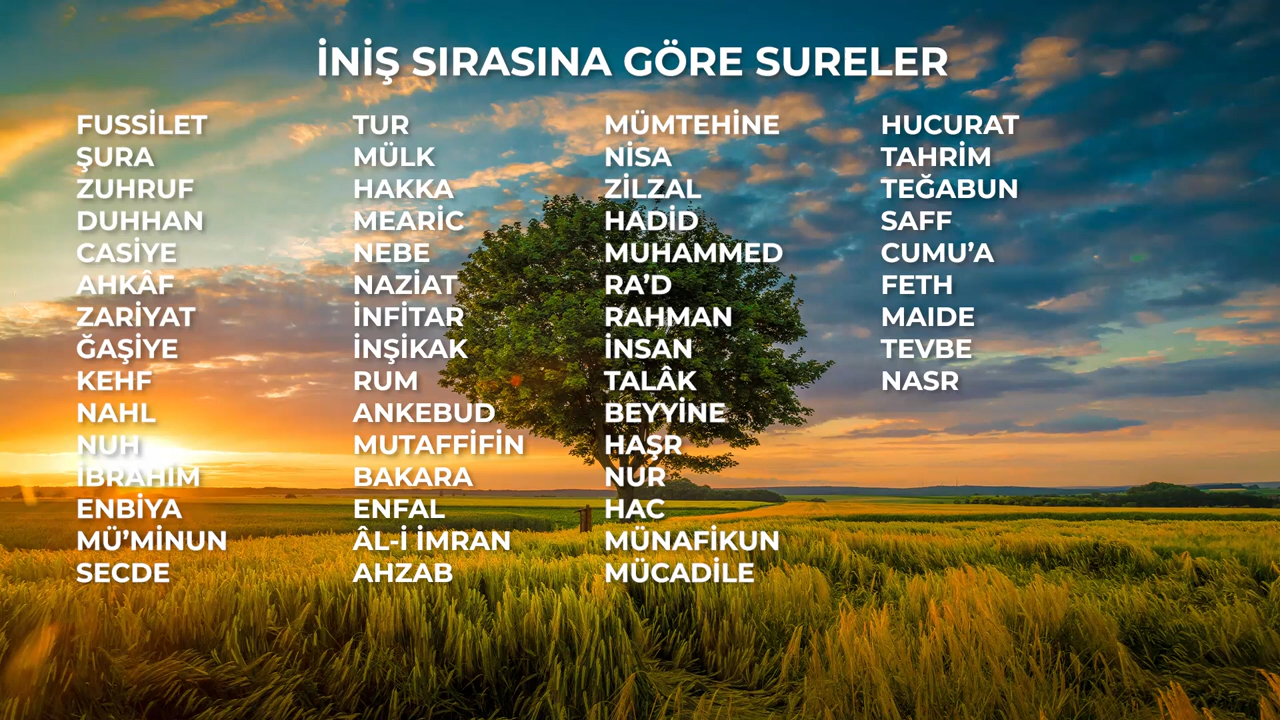 İNİŞ SIRASINA GÖRE SURELER
FUSSİLET
ŞURA
ZUHRUF
DUHHAN
CASİYE
AHKÂF
ZARİYAT
ĞAŞİYE
KEHF
NAHL
NUH
İBRAHİM
ENBİYA
MÜ’MİNUN
SECDE
TUR
MÜLK
HAKKA
MEARİC
NEBE
NAZİAT
İNFİTAR
İNŞİKAK
RUM
ANKEBUD
MUTAFFİFİN
BAKARA
ENFAL
ÂL-İ İMRAN
AHZAB
MÜMTEHİNE
NİSA
ZİLZAL
HADİD
MUHAMMED
RA’D
RAHMAN
İNSAN
TALÂK
BEYYİNE
HAŞR
NUR
HAC
MÜNAFİKUN
MÜCADİLE
HUCURAT
TAHRİM
TEĞABUN
SAFF
CUMU’A
FETH
MAIDE
TEVBE
NASR